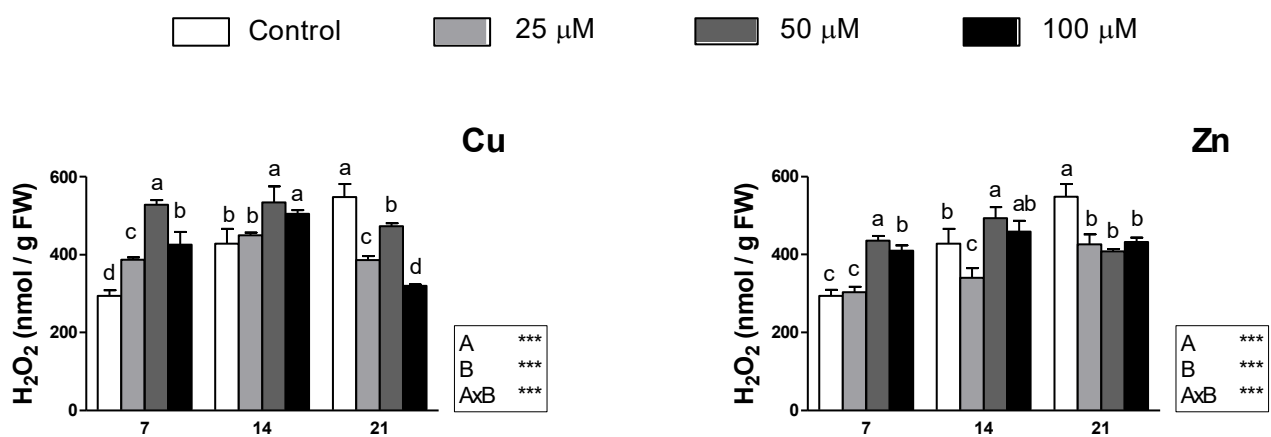 Control 25 μM 50 μM 100 μM
Cu
H₂O₂ (nmol / g FW)
600
400
200
0
d c a b
b b a a
a c b d
7 14 21
A ***
B ***
AxB ***
Zn
H₂O₂ (nmol / g FW)
600
400
200
0
c c a b
b c a ab
a b b b
7 14 21
A ***
B ***
AxB ***